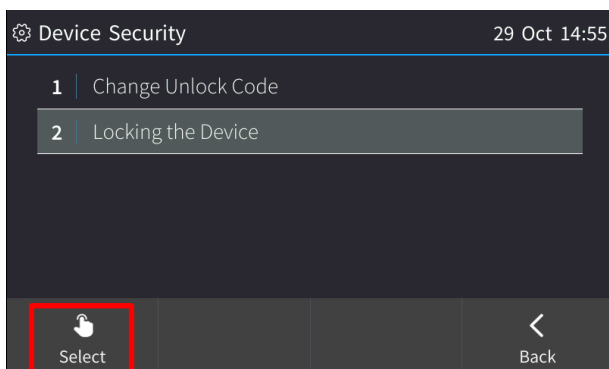 Device Security 29 Oct 14:55
1 Change Unlock Code
2 Locking the Device
Select Back